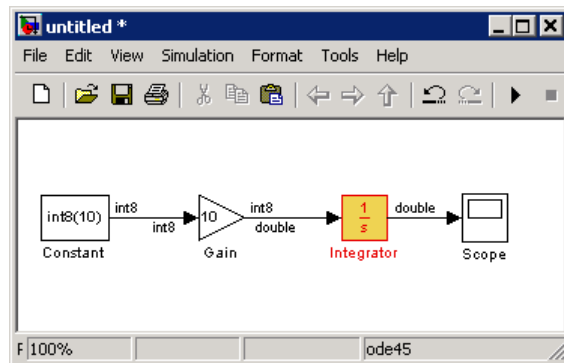 untitled *
File Edit View Simulation Format Tools Help
int8(10) int8 int8 10 int8 double 1 s double
Constant Gain Integrator Scope
F 100% ode45